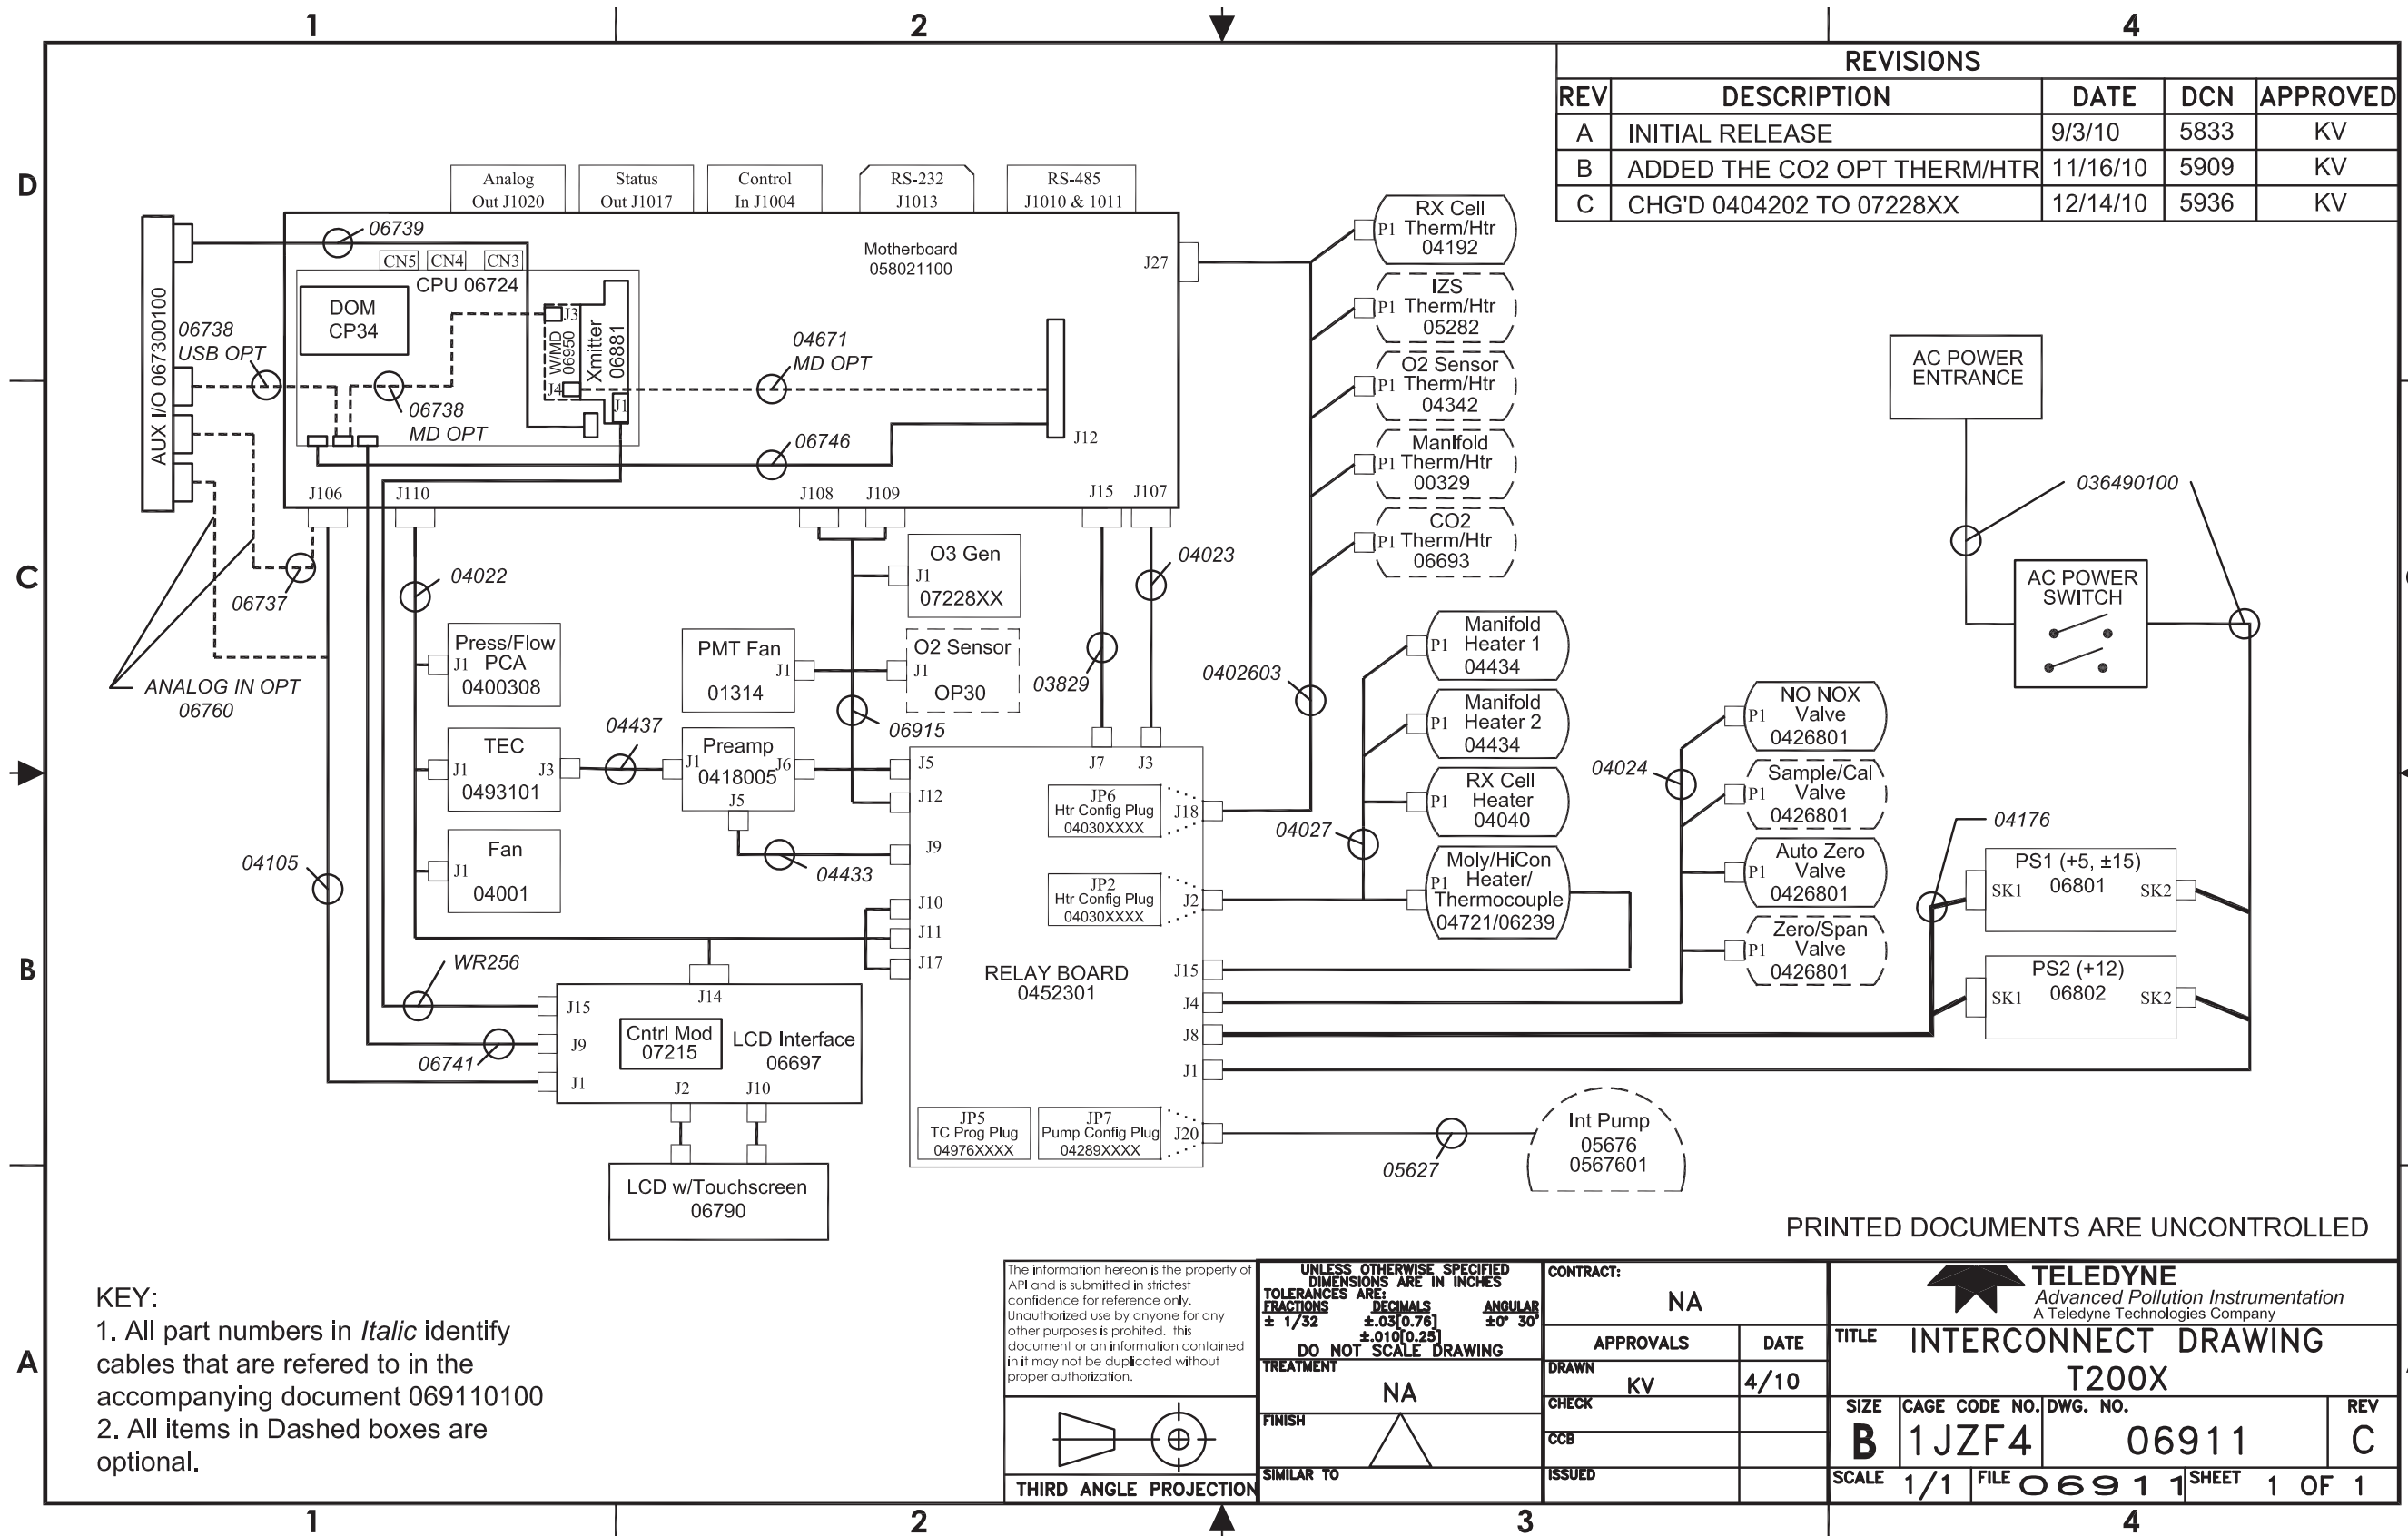 1
2
4
REVISIONS
REV DESCRIPTION DATE DCN APPROVED
A INITIAL RELEASE 9/3/10 5833 KV
B ADDED THE CO2 OPT THERM/HTR 11/16/10 5909 KV
C CHG'D 0404202 TO 07228XX 12/14/10 5936 KV
D
C
B
A
Analog
Out J1020
Status
Out J1017
Control
In J1004
RS-232
J1013
RS-485
J1010 & 1011
Motherboard
058021100
J27
06739
CN5
CN4
CN3
CPU 06724
DOM
CP34
AUX I/O 067300100
06738
USB OPT
J3
W/MD
06950
Xmitter
06881
J4
J1
04671
MD OPT
06738
MD OPT
06746
J12
J106
J110
J108
J109
J15
J107
RX Cell
P1 Therm/Htr
04192
IZS
P1 Therm/Htr
05282
O2 Sensor
P1 Therm/Htr
04342
Manifold
P1 Therm/Htr
00329
CO2
P1 Therm/Htr
06693
AC POWER
ENTRANCE
036490100
AC POWER
SWITCH
06737
04022
ANALOG IN OPT
06760
O3 Gen
J1
07228XX
04023
Press/Flow
J1 PCA
0400308
PMT Fan
J1
01314
O2 Sensor
J1
OP30
03829
0402603
06915
04437
TEC
J1 J3
0493101
Preamp
J1 J6
0418005
J5
Fan
J1
04001
04433
04105
WR256
06741
Manifold
P1 Heater 1
04434
Manifold
P1 Heater 2
04434
RX Cell
P1 Heater
04040
04027
Moly/HiCon
P1 Heater/
Thermocouple
04721/06239
NO NOX
P1 Valve
0426801
04024
Sample/Cal
P1 Valve
0426801
Auto Zero
P1 Valve
0426801
Zero/Span
P1 Valve
0426801
04176
PS1 (+5, ±15)
SK1 06801 SK2
PS2 (+12)
SK1 06802 SK2
J5
J7
J3
J12
JP6
Htr Config Plug
04030XXXX
J18
J9
JP2
Htr Config Plug
04030XXXX
J2
J10
J11
J17
RELAY BOARD
0452301
J15
J4
J8
J1
JP5
TC Prog Plug
04976XXXX
JP7
Pump Config Plug
04289XXXX
J20
05627
Int Pump
05676
0567601
J14
J15
J9
J1
Cntrl Mod
07215
LCD Interface
06697
J2
J10
LCD w/Touchscreen
06790
PRINTED DOCUMENTS ARE UNCONTROLLED
KEY:
1. All part numbers in Italic identify
cables that are refered to in the
accompanying document 069110100
2. All items in Dashed boxes are
optional.
The information hereon is the property of
API and is submitted in strictest
confidence for reference only.
Unauthorized use by anyone for any
other purposes is prohited. this
document or an information contained
in it may not be duplicated without
proper authorization.
THIRD ANGLE PROJECTION
UNLESS OTHERWISE SPECIFIED
DIMENSIONS ARE IN INCHES
TOLERANCES ARE:
FRACTIONS DECIMALS ANGULAR
± 1/32 ±.03[0.76] ±0° 30'
±.010[0.25]
DO NOT SCALE DRAWING
TREATMENT
NA
FINISH
SIMILAR TO
CONTRACT:
NA
APPROVALS DATE
DRAWN KV 4/10
CHECK
CCB
ISSUED
TELEDYNE
Advanced Pollution Instrumentation
A Teledyne Technologies Company
TITLE INTERCONNECT DRAWING
T200X
SIZE CAGE CODE NO. DWG. NO. REV
B 1JZF4 06911 C
SCALE 1/1 FILE 06911 SHEET 1 OF 1
1
2
3
4